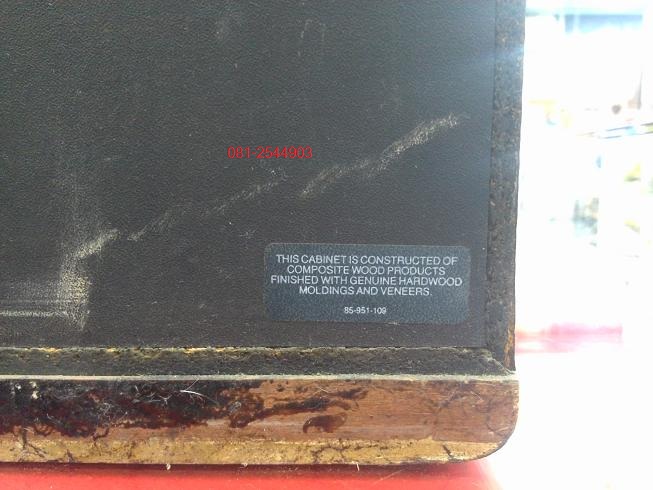 081-2544903
THIS CABINET IS CONSTRUCTED OF
COMPOSITE WOOD PRODUCTS
FINISHED WITH GENUINE HARDWOOD
MOLDINGS AND VENEERS.
85-951-109